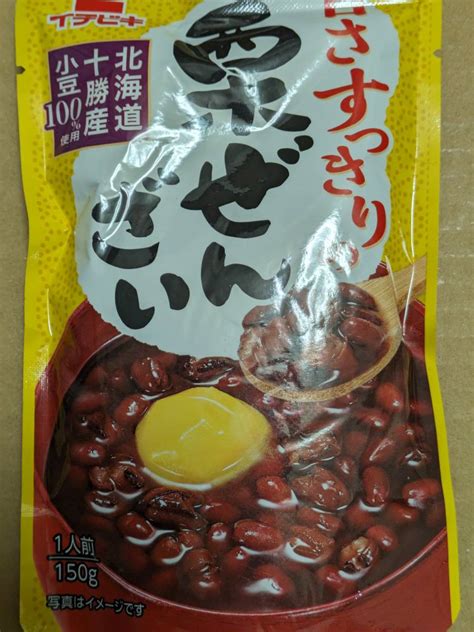 イチビキ
甘さすっきりの
栗ぜん
ざい
北海道
十勝産
小豆100%使用
1人前
150g
写真はイメージです